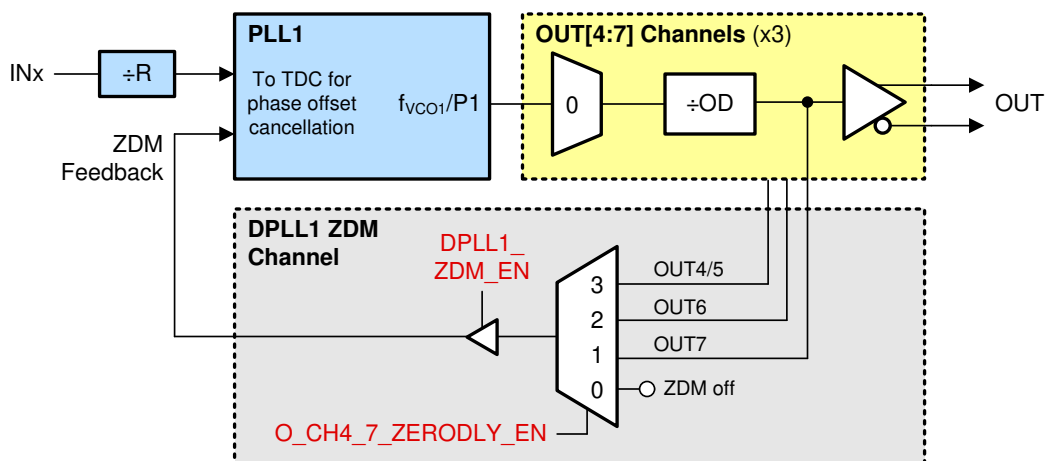 PLL1
OUT[4:7] Channels (x3)
INx
÷R
To TDC for
phase offset
cancellation
fVCO1/P1
0
÷OD
OUT
ZDM
Feedback
DPLL1 ZDM
Channel
DPLL1_
ZDM_EN
3
OUT4/5
2
OUT6
1
OUT7
0
ZDM off
O_CH4_7_ZERODLY_EN